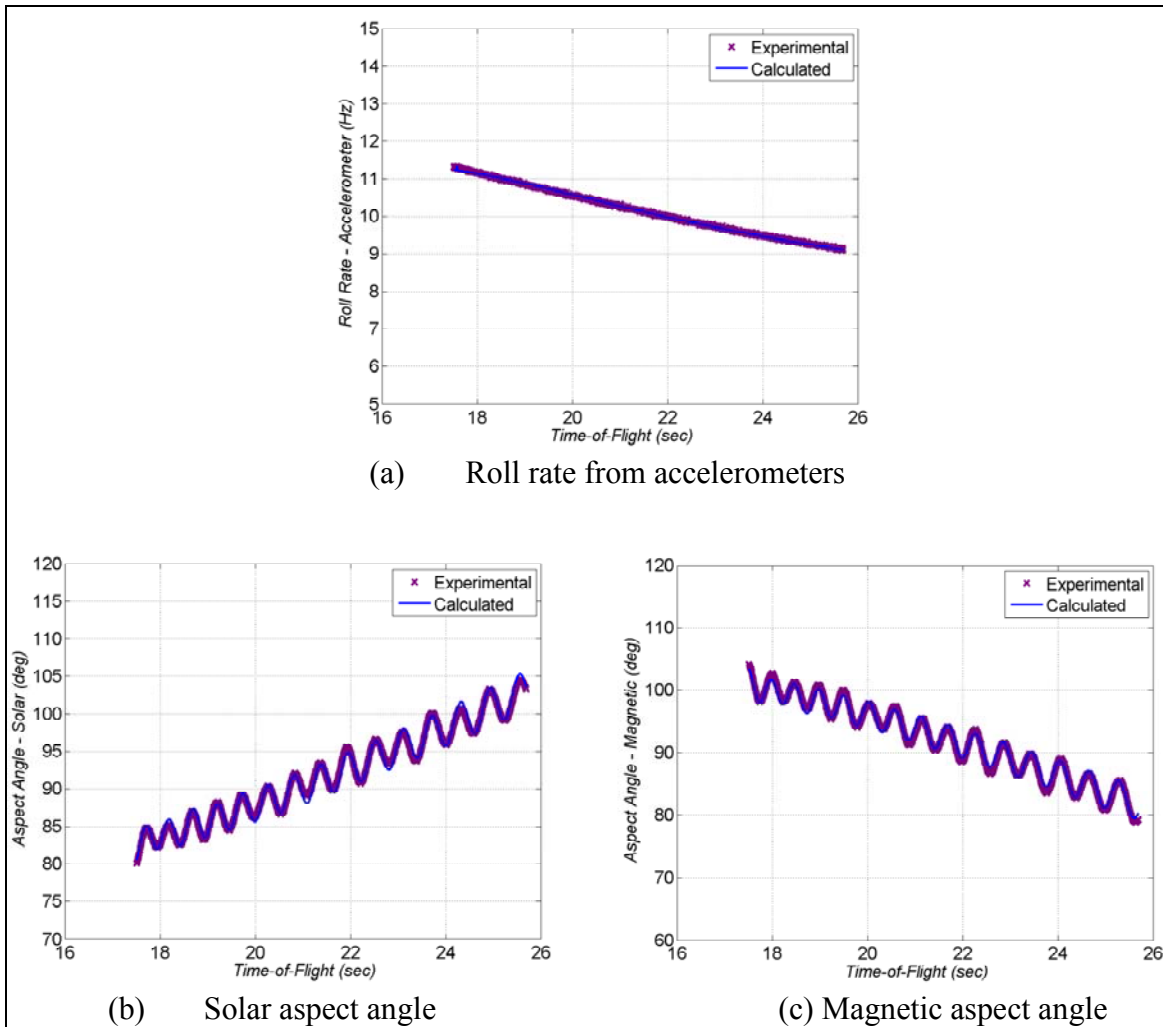 15
14
13
12
11
10
9
8
7
6
5
Roll Rate - Accelerometer (Hz)
Experimental
Calculated
16 18 20 22 24 26
Time-of-Flight (sec)
(a) Roll rate from accelerometers
120
115
110
105
100
95
90
85
80
75
70
Aspect Angle - Solar (deg)
Experimental
Calculated
16 18 20 22 24 26
Time-of-Flight (sec)
(b) Solar aspect angle
120
110
100
90
80
70
60
Aspect Angle - Magnetic (deg)
Experimental
Calculated
16 18 20 22 24 26
Time-of-Flight (sec)
(c) Magnetic aspect angle